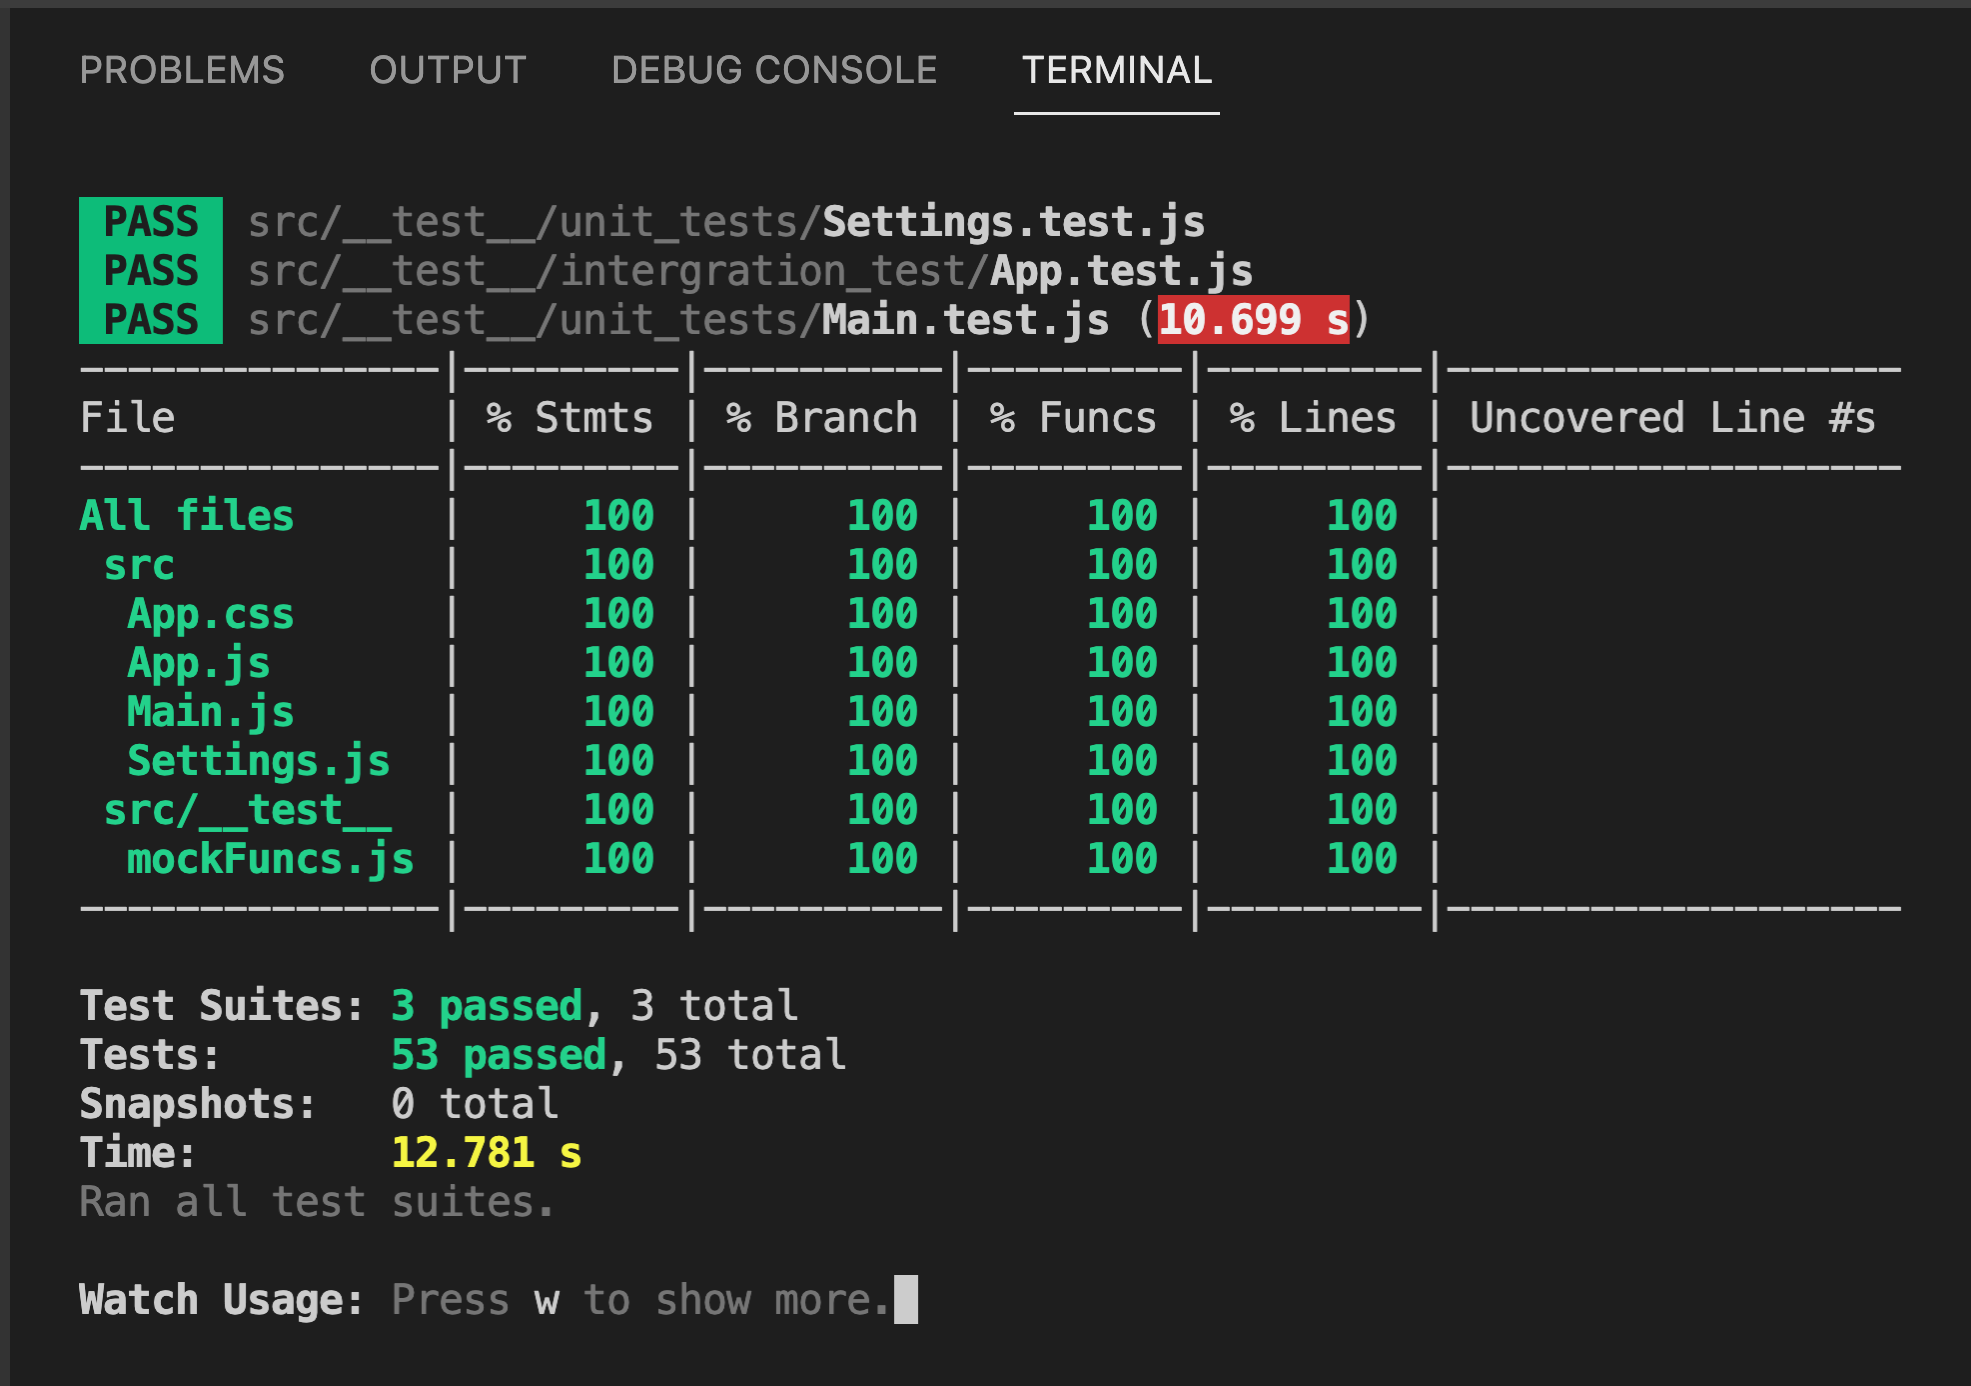 PROBLEMS OUTPUT DEBUG CONSOLE TERMINAL
PASS src/__test__/unit_tests/Settings.test.js
PASS src/__test__/intergration_test/App.test.js
PASS src/__test__/unit_tests/Main.test.js (10.699 s)
---------------|---------|----------|---------|---------|-------------------
File           | % Stmts | % Branch | % Funcs | % Lines | Uncovered Line #s
---------------|---------|----------|---------|---------|-------------------
All files      |     100 |      100 |     100 |     100 |
 src           |     100 |      100 |     100 |     100 |
  App.css      |     100 |      100 |     100 |     100 |
  App.js       |     100 |      100 |     100 |     100 |
  Main.js      |     100 |      100 |     100 |     100 |
  Settings.js  |     100 |      100 |     100 |     100 |
 src/__test__  |     100 |      100 |     100 |     100 |
  mockFuncs.js |     100 |      100 |     100 |     100 |
---------------|---------|----------|---------|---------|-------------------
Test Suites: 3 passed, 3 total
Tests:       53 passed, 53 total
Snapshots:   0 total
Time:        12.781 s
Ran all test suites.
Watch Usage: Press w to show more.